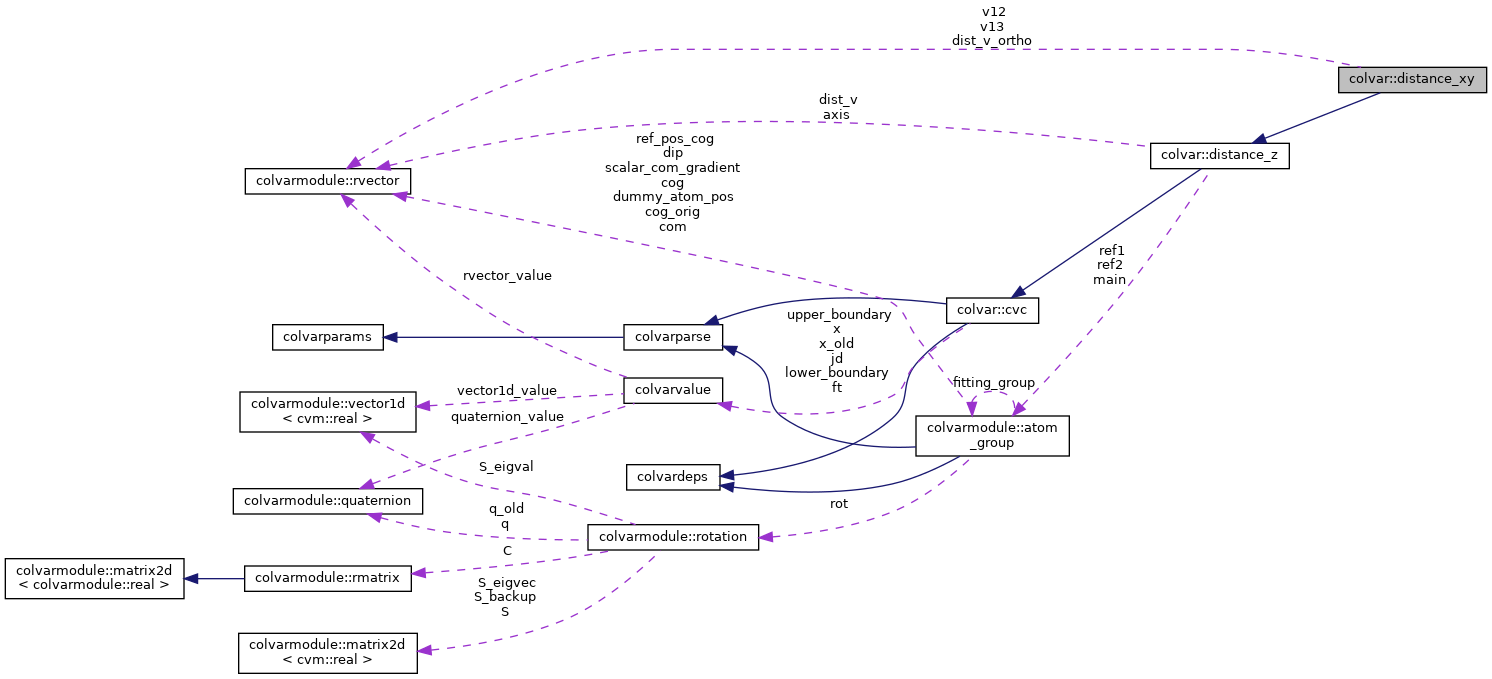 v12
v13
dist_v_ortho
colvar::distance_xy
dist_v
axis
ref_pos_cog
dip
scalar_com_gradient
cog
dummy_atom_pos
cog_orig
com
colvar::distance_z
colvarmodule::rvector
ref1
ref2
main
rvector_value
colvar::cvc
upper_boundary
x
x_old
jd
lower_boundary
ft
colvarparams
colvarparse
fitting_group
colvarvalue
vector1d_value
colvarmodule::vector1d
< cvm::real >
quaternion_value
colvarmodule::atom
_group
S_eigval
colvardeps
colvarmodule::quaternion
rot
q_old
q
colvarmodule::rotation
C
colvarmodule::matrix2d
< colvarmodule::real >
colvarmodule::rmatrix
S_eigvec
S_backup
S
colvarmodule::matrix2d
< cvm::real >